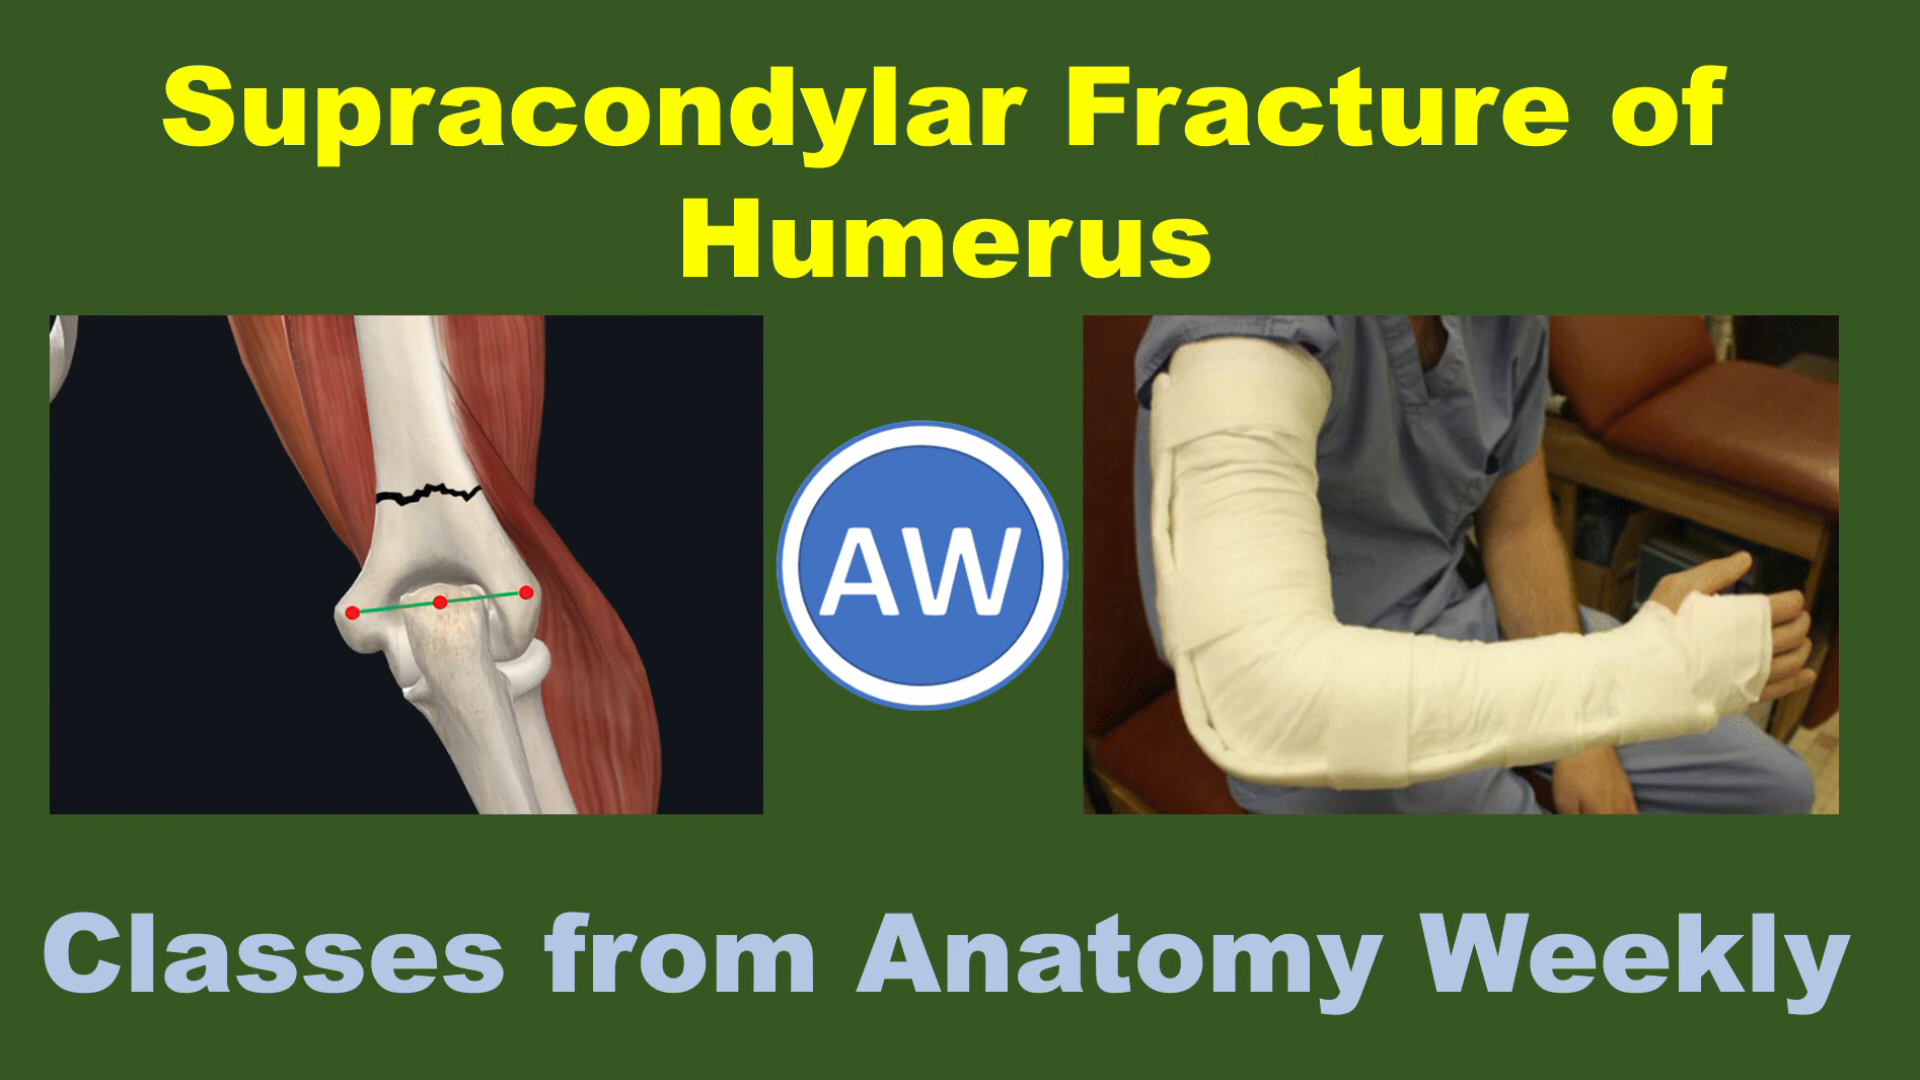 Supracondylar Fracture of
Humerus
AW
Classes from Anatomy Weekly